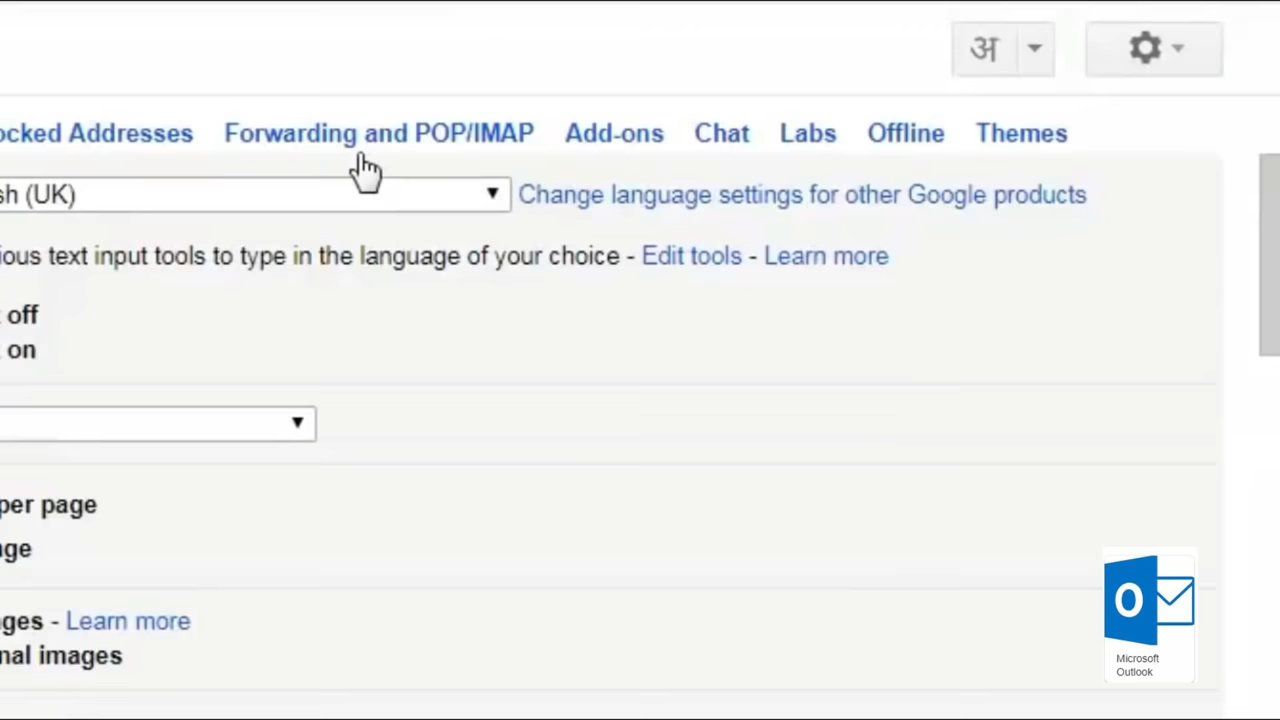 अ
ocked Addresses Forwarding and POP/IMAP Add-ons Chat Labs Offline Themes
sh (UK) Change language settings for other Google products
ious text input tools to type in the language of your choice - Edit tools - Learn more
off
on
per page
nge
ges - Learn more
nal images
O
Microsoft
Outlook